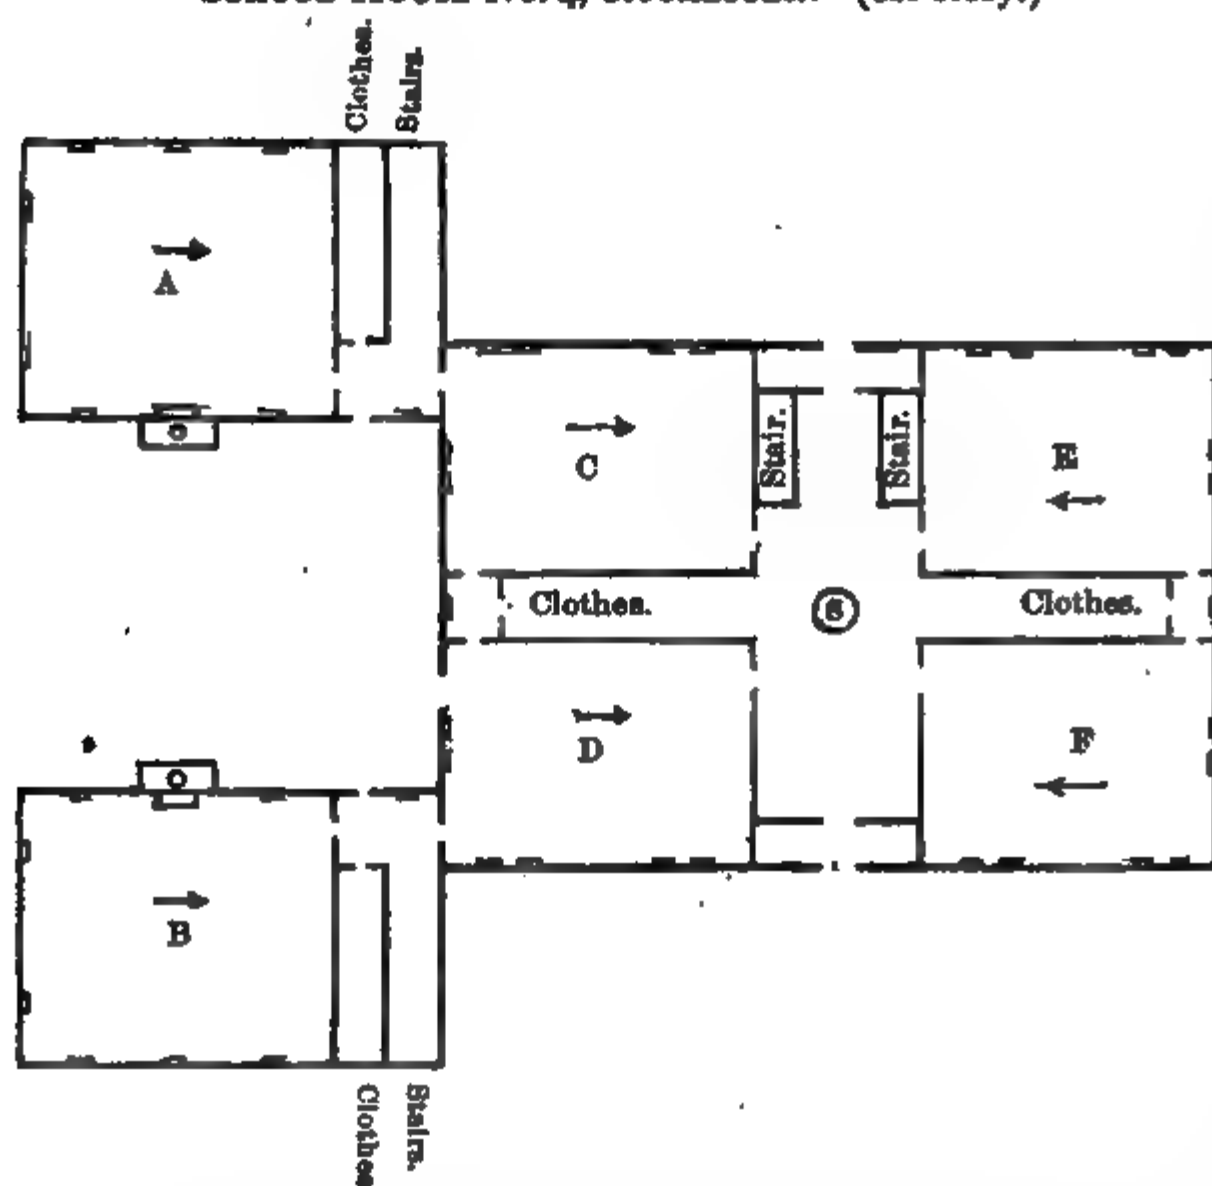 Clothes.
Stairs.
A
C
Stair.
Stair.
E
Clothes.
S
Clothes.
D
F
B
Clothes
Stairs.